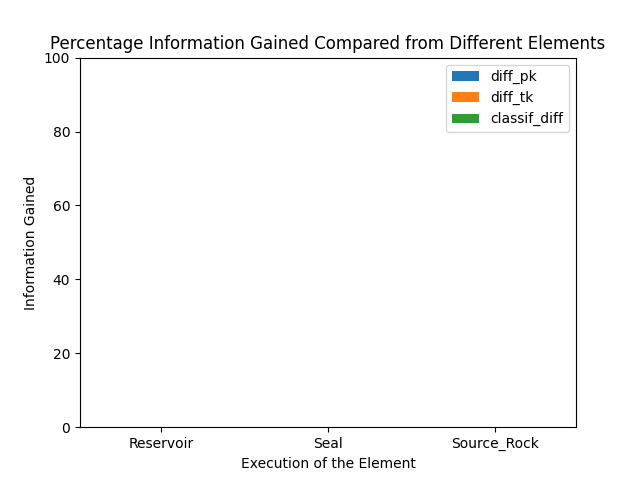 Percentage Information Gained Compared from Different Elements
100
80
60
40
20
0
Information Gained
diff_pk
diff_tk
classif_diff
Reservoir
Seal
Source_Rock
Execution of the Element